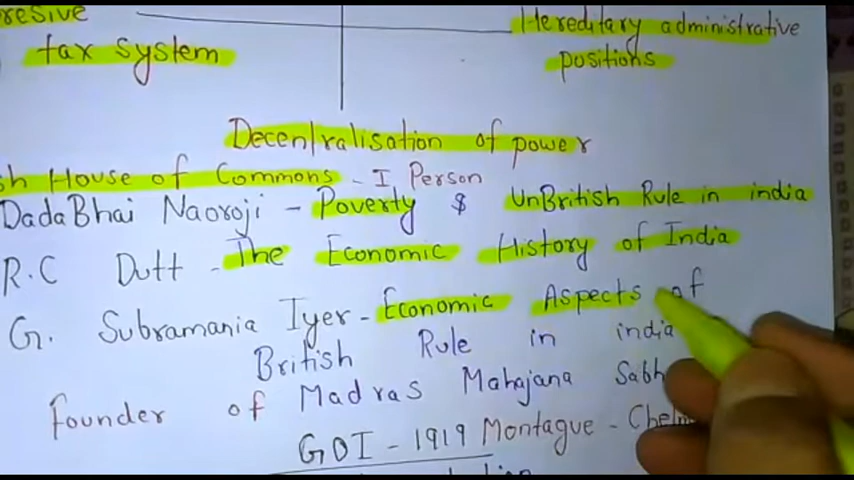 resive
tax system
Hereditary administrative
positions
Decentralisation of power
sh House of Commons - I Person
DadaBhai Naoroji - Poverty $ UnBritish Rule in india
R.C Dutt - The Economic History of India
G. Subramania Iyer - Economic Aspects of
British Rule in india
founder of Madras Mahajana Sabh
GOI - 1919 Montague - Chelm